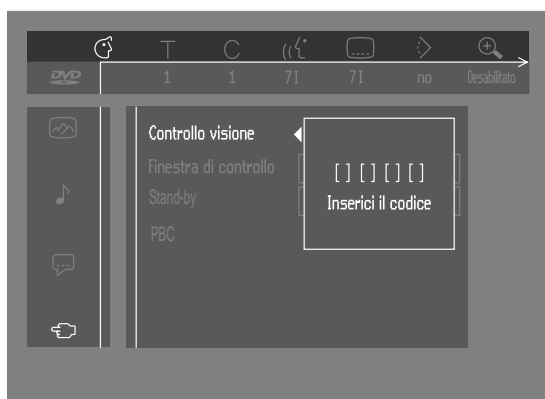 T C
DVD 1 1 7I 7I no Desabilitato
Controllo visione
Finestra di controllo
Stand-by
PBC
[ ] [ ] [ ] [ ]
Inserici il codice